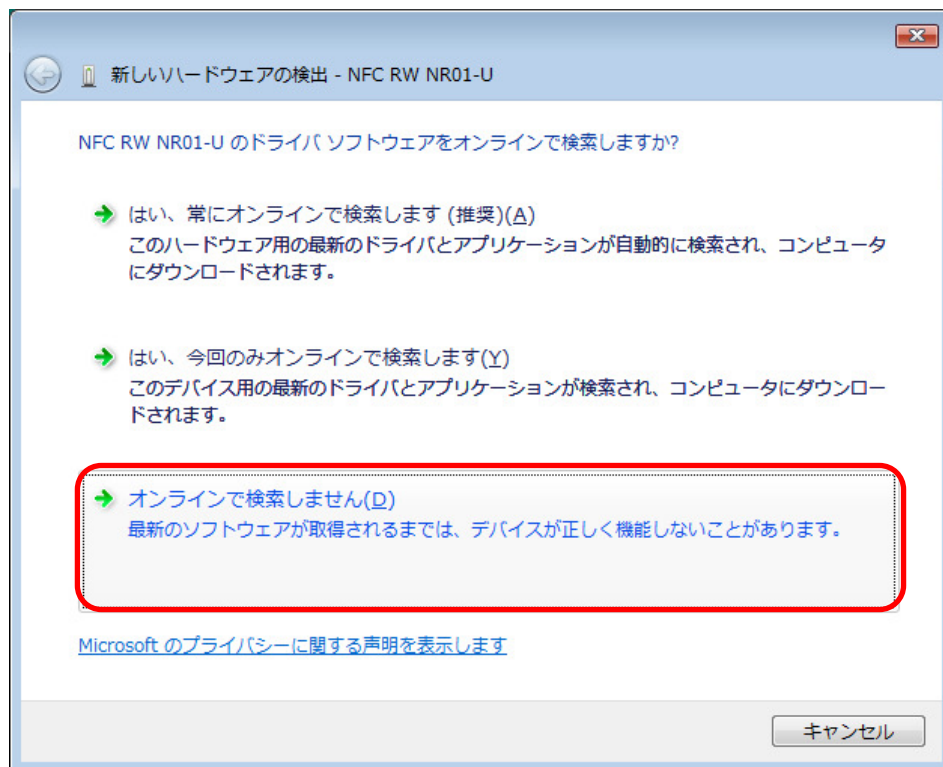 新しいハードウェアの検出 - NFC RW NR01-U
NFC RW NR01-U のドライバ ソフトウェアをオンラインで検索しますか?
はい、常にオンラインで検索します (推奨)(A)
このハードウェア用の最新のドライバとアプリケーションが自動的に検索され、コンピュータ
にダウンロードされます。
はい、今回のみオンラインで検索します(Y)
このデバイス用の最新のドライバとアプリケーションが検索され、コンピュータにダウンロー
ドされます。
オンラインで検索しません(D)
最新のソフトウェアが取得されるまでは、デバイスが正しく機能しないことがあります。
Microsoft のプライバシーに関する声明を表示します
キャンセル